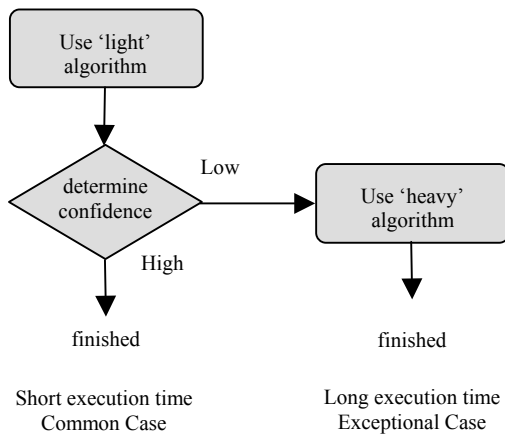 Use ‘light’
algorithm
Low
determine
confidence
Use ‘heavy’
algorithm
High
finished
finished
Short execution time
Common Case
Long execution time
Exceptional Case